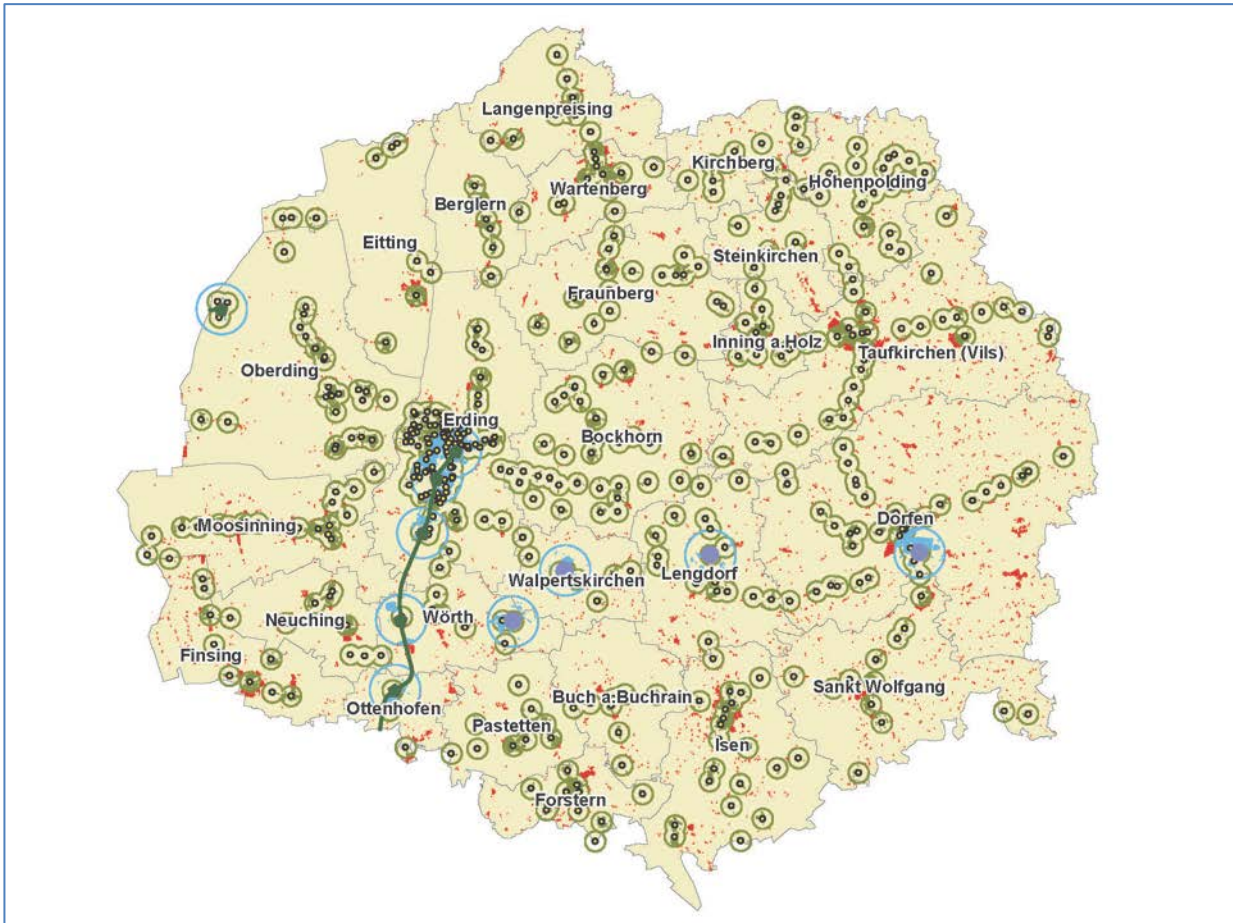 Langenpreising
Kirchberg
Hohenpolding
Wartenberg
Berglern
Eitting
Steinkirchen
Fraunberg
Inning a.Holz
Taufkirchen (Vils)
Oberding
Erding
Bockhorn
Moosinning
Dorfen
Walpertskirchen
Lengdorf
Neuching
Wörth
Finsing
Ottenhofen
Buch a.Buchrain
Sankt Wolfgang
Pastetten
Isen
Forstern